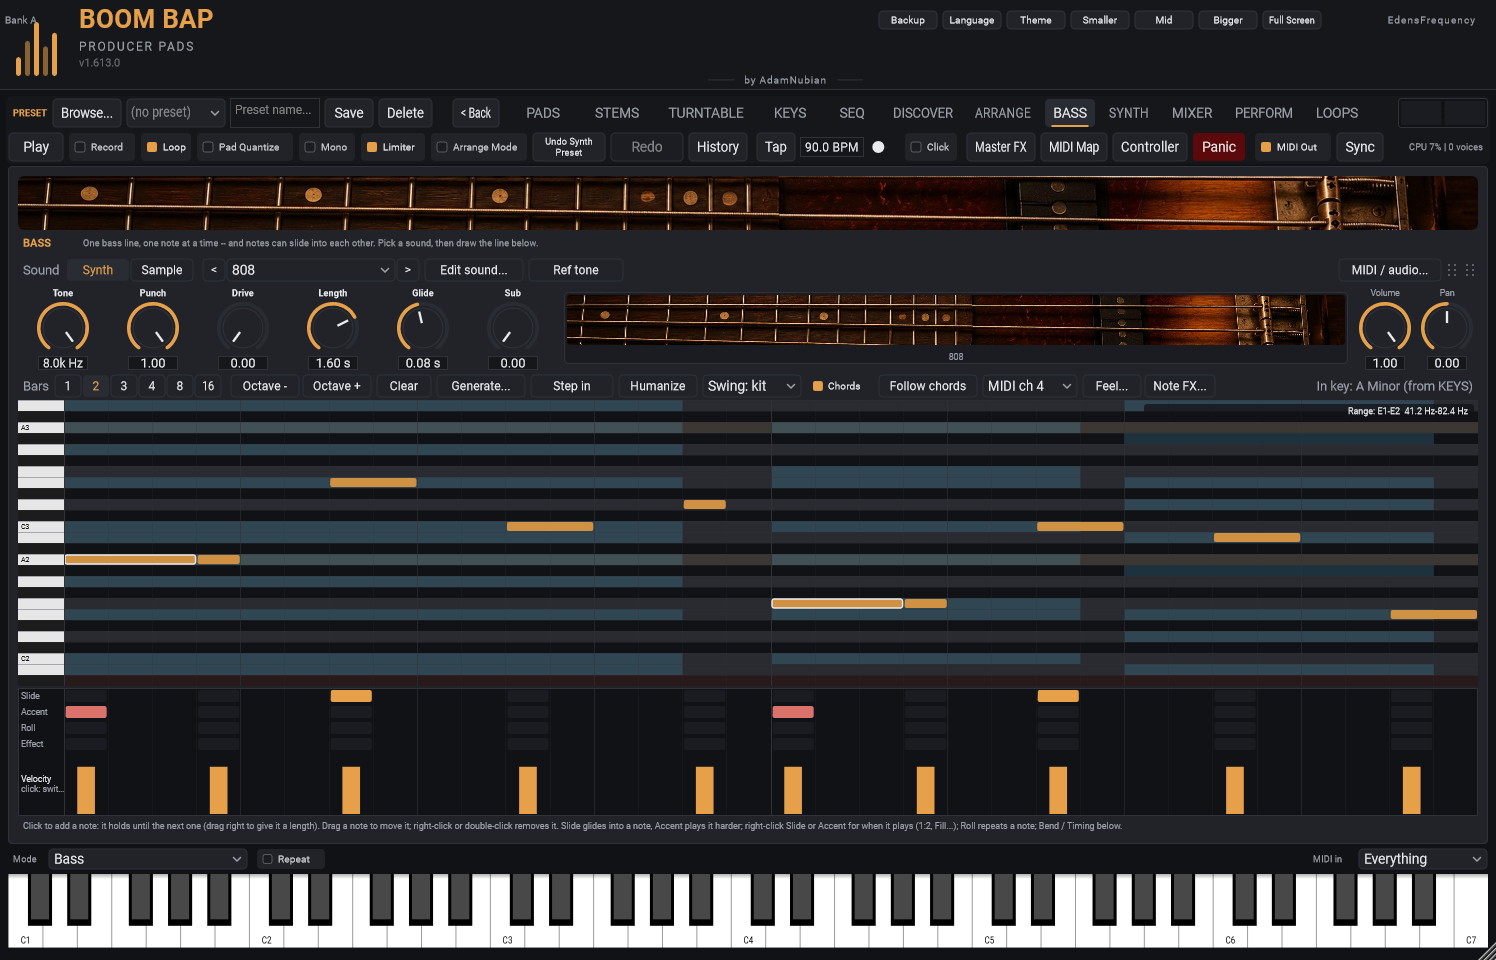 Bank A
BOOM BAP
PRODUCER PADS
v1.613.0
Backup Language Theme Smaller Mid Bigger Full Screen
EdensFrequency
by AdamNubian
PRESET Browse... (no preset) Preset name... Save Delete < Back PADS STEMS TURNTABLE KEYS SEQ DISCOVER ARRANGE BASS SYNTH MIXER PERFORM LOOPS
Play Record Loop Pad Quantize Mono Limiter Arrange Mode Undo Synth Preset Redo History Tap 90.0 BPM Click Master FX MIDI Map Controller Panic MIDI Out Sync CPU 7% | 0 voices
BASS One bass line, one note at a time -- and notes can slide into each other. Pick a sound, then draw the line below.
Sound Synth Sample < 808 > Edit sound... Ref tone MIDI / audio...
Tone Punch Drive Length Glide Sub Volume Pan
8.0k Hz 1.00 0.00 1.60 s 0.08 s 0.00 1.00 0.00
808
Bars 1 2 3 4 8 16 Octave - Octave + Clear Generate... Step in Humanize Swing: kit Chords Follow chords MIDI ch 4 Feel... Note FX... In key: A Minor (from KEYS)
Range: E1-E2 41.2 Hz-82.4 Hz
A3
C3
A2
C2
Slide
Accent
Roll
Effect
Velocity
click: swit...
Click to add a note: it holds until the next one (drag right to give it a length). Drag a note to move it; right-click or double-click removes it. Slide glides into a note, Accent plays it harder; right-click Slide or Accent for when it plays (1:2, Fill...); Roll repeats a note; Bend / Timing below.
Mode Bass Repeat MIDI in Everything
C1 C2 C3 C4 C5 C6 C7